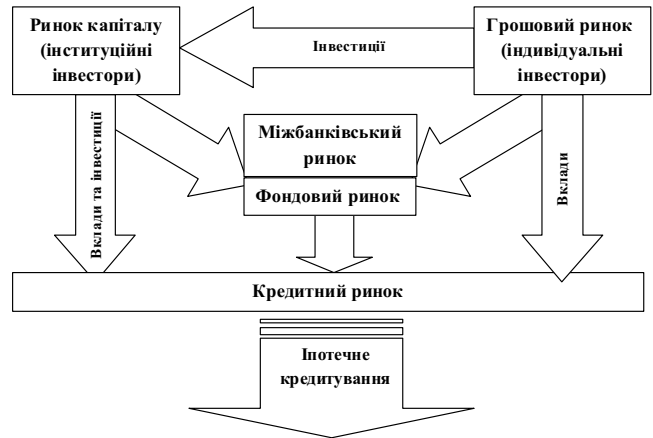 Ринок капіталу
(інституційні
інвестори)
Інвестиції
Грошовий ринок
(індивідуальні
інвестори)
Міжбанківський
ринок
Фондовий ринок
Вклади та інвестиції
Вклади
Кредитний ринок
Іпотечне
кредитування